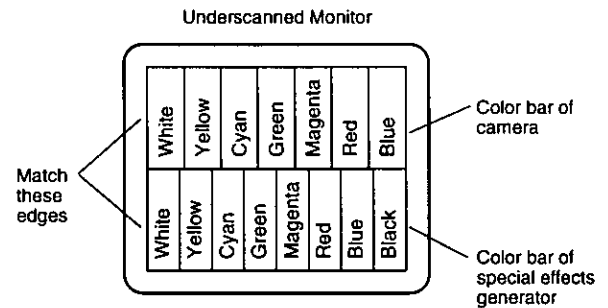 Underscanned Monitor
White
Yellow
Cyan
Green
Magenta
Red
Blue
Color bar of
camera
Match
these
edges
White
Yellow
Cyan
Green
Magenta
Red
Blue
Black
Color bar of
special effects
generator